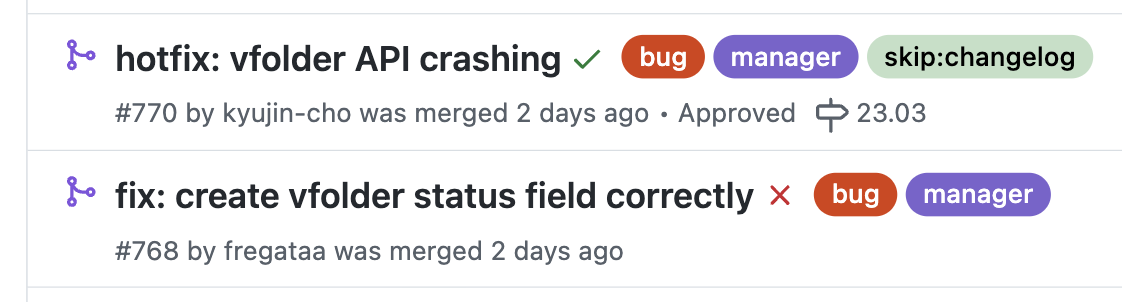 hotfix: vfolder API crashing bug manager skip:changelog
#770 by kyujin-cho was merged 2 days ago • Approved 23.03
fix: create vfolder status field correctly bug manager
#768 by fregataa was merged 2 days ago